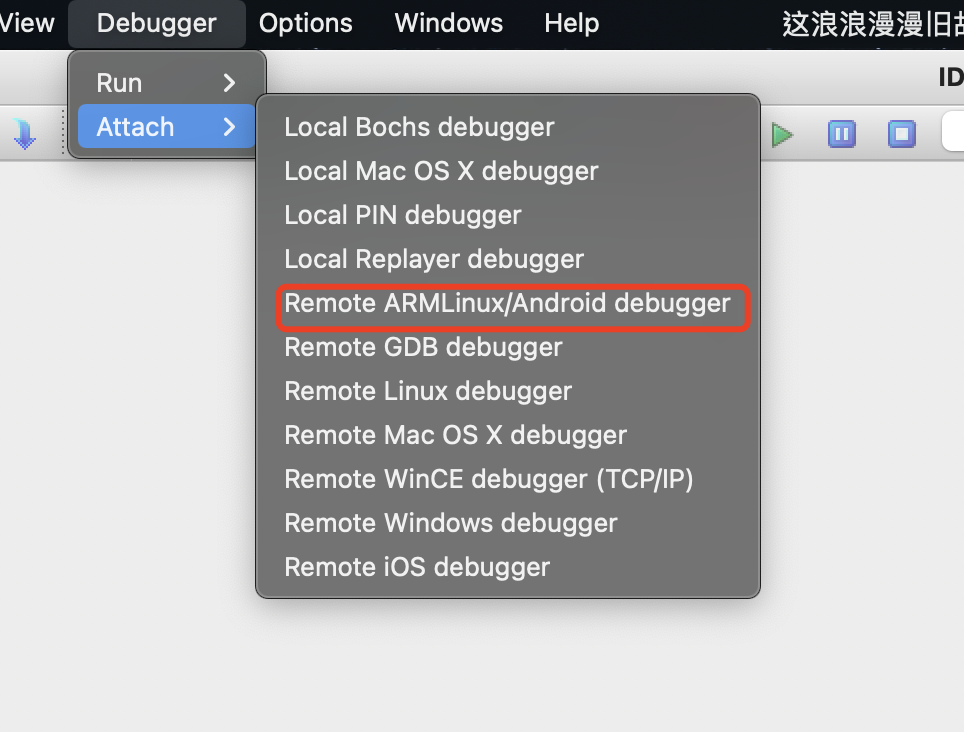 View Debugger Options Windows Help 这浪浪漫漫旧故
ID
Run
Attach
Local Bochs debugger
Local Mac OS X debugger
Local PIN debugger
Local Replayer debugger
Remote ARMLinux/Android debugger
Remote GDB debugger
Remote Linux debugger
Remote Mac OS X debugger
Remote WinCE debugger (TCP/IP)
Remote Windows debugger
Remote iOS debugger